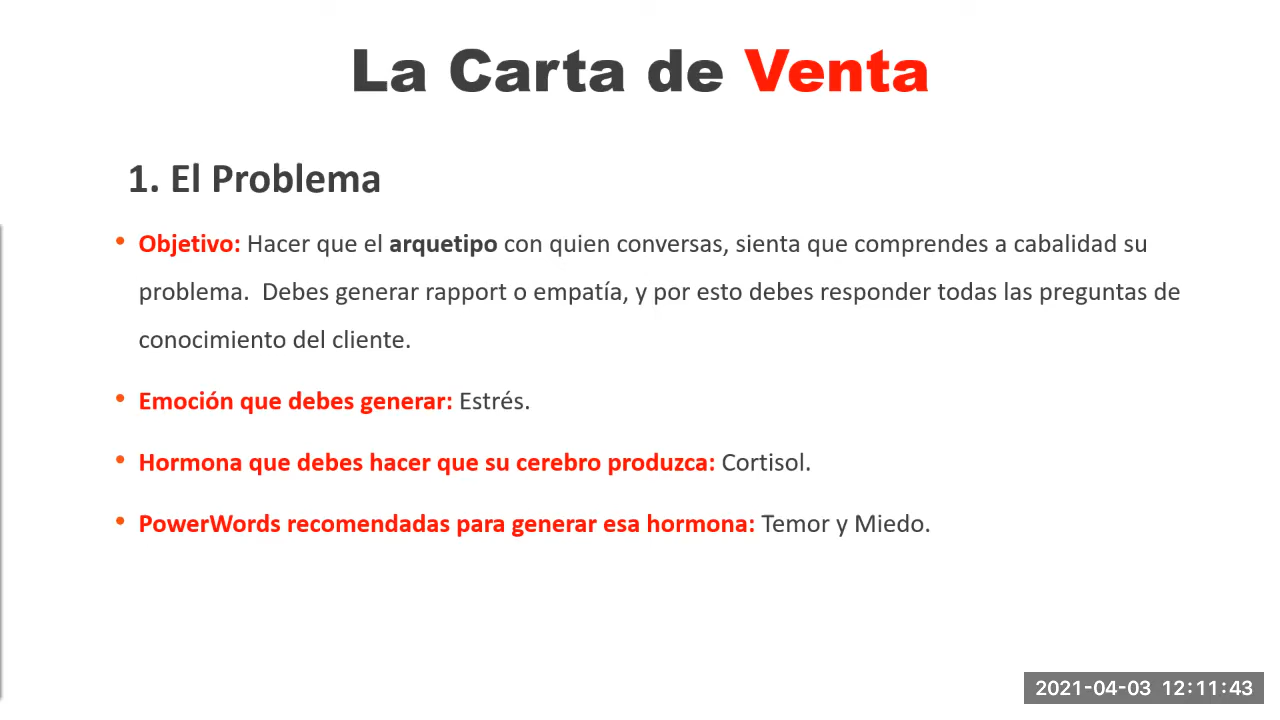 La Carta de Venta
1. El Problema
• Objetivo: Hacer que el arquetipo con quien conversas, sienta que comprendes a cabalidad su
problema.  Debes generar rapport o empatía, y por esto debes responder todas las preguntas de
conocimiento del cliente.
• Emoción que debes generar: Estrés.
• Hormona que debes hacer que su cerebro produzca: Cortisol.
• PowerWords recomendadas para generar esa hormona: Temor y Miedo.
2021-04-03 12:11:43